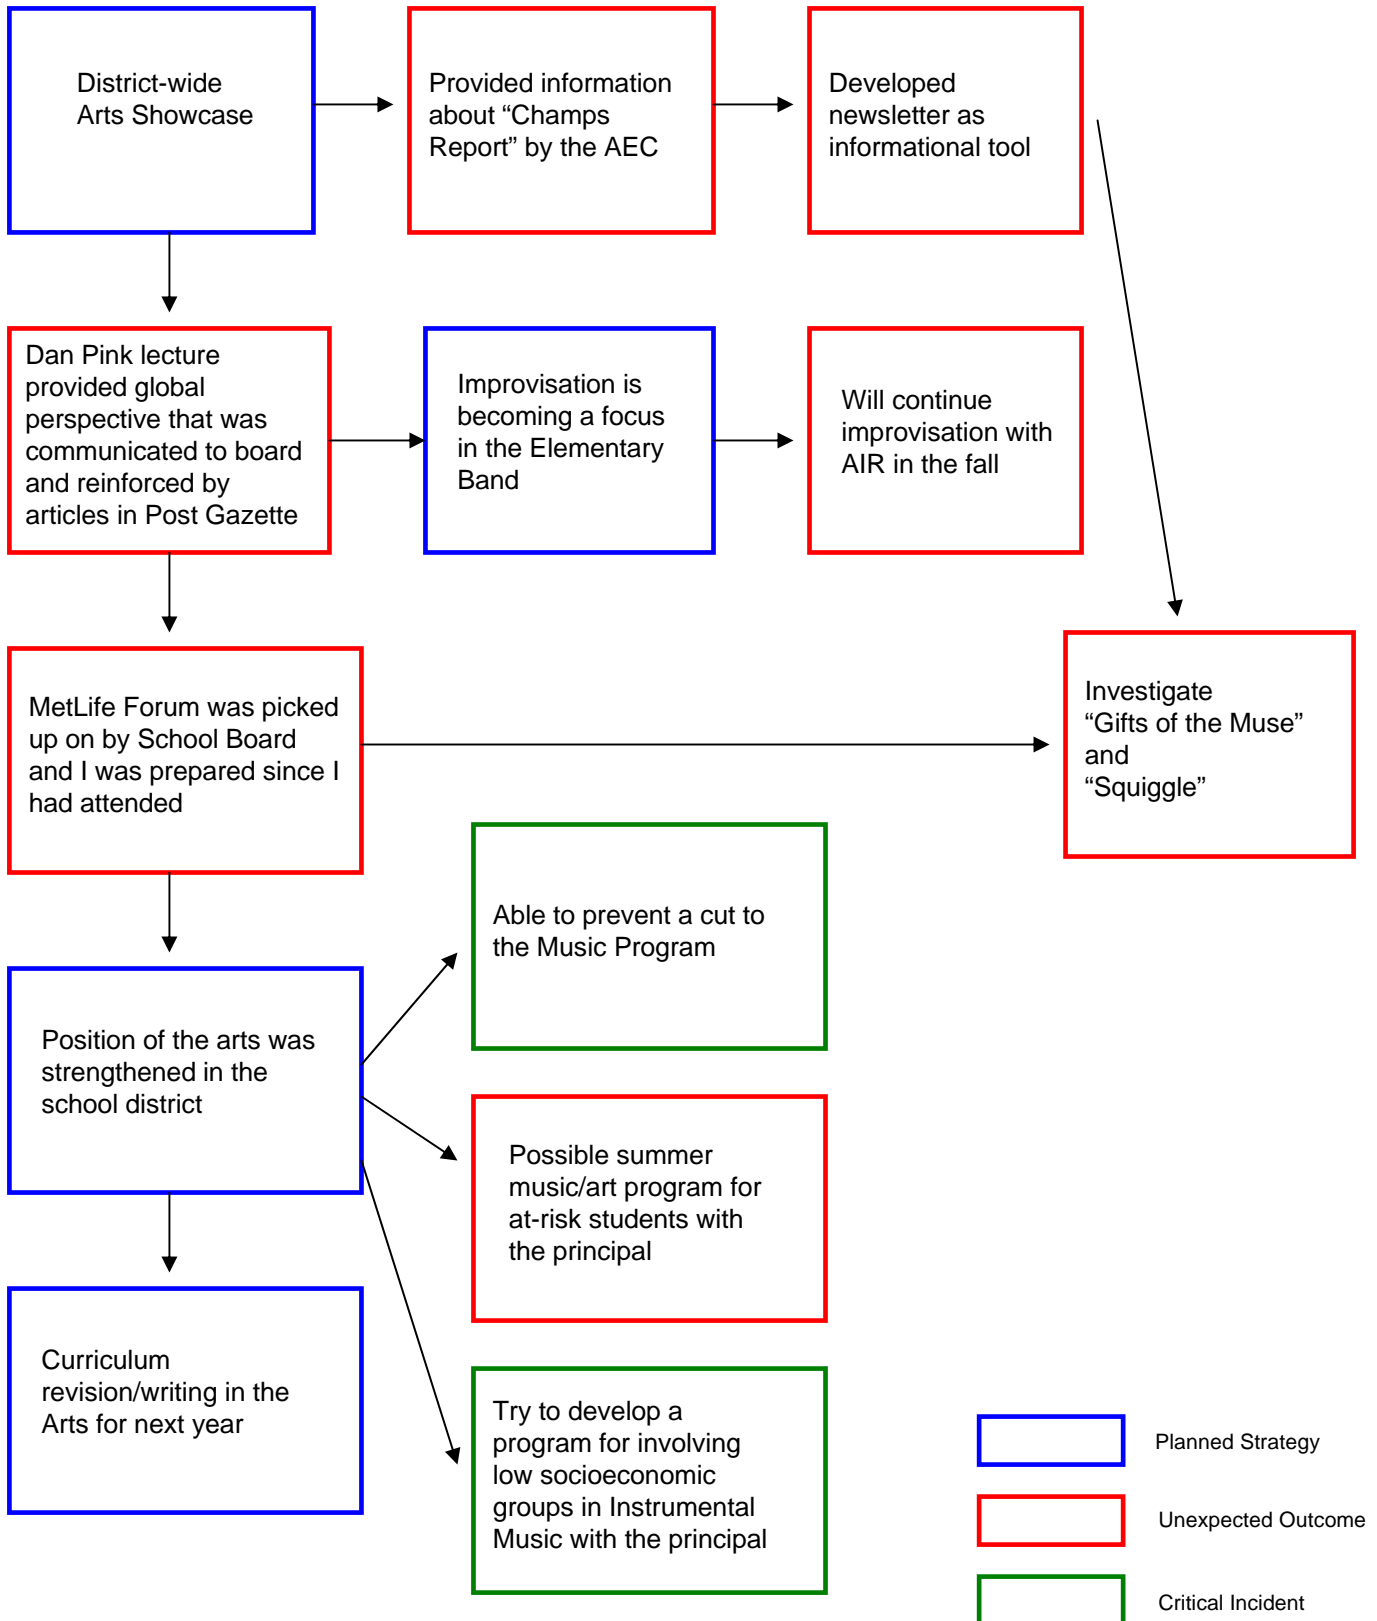 District-wide
Arts Showcase
Provided information
about “Champs
Report” by the AEC
Developed
newsletter as
informational tool
Dan Pink lecture
provided global
perspective that was
communicated to board
and reinforced by
articles in Post Gazette
Improvisation is
becoming a focus
in the Elementary
Band
Will continue
improvisation with
AIR in the fall
MetLife Forum was picked
up on by School Board
and I was prepared since I
had attended
Investigate
“Gifts of the Muse”
and
“Squiggle”
Able to prevent a cut to
the Music Program
Position of the arts was
strengthened in the
school district
Possible summer
music/art program for
at-risk students with
the principal
Curriculum
revision/writing in the
Arts for next year
Try to develop a
program for involving
low socioeconomic
groups in Instrumental
Music with the principal
Planned Strategy
Unexpected Outcome
Critical Incident